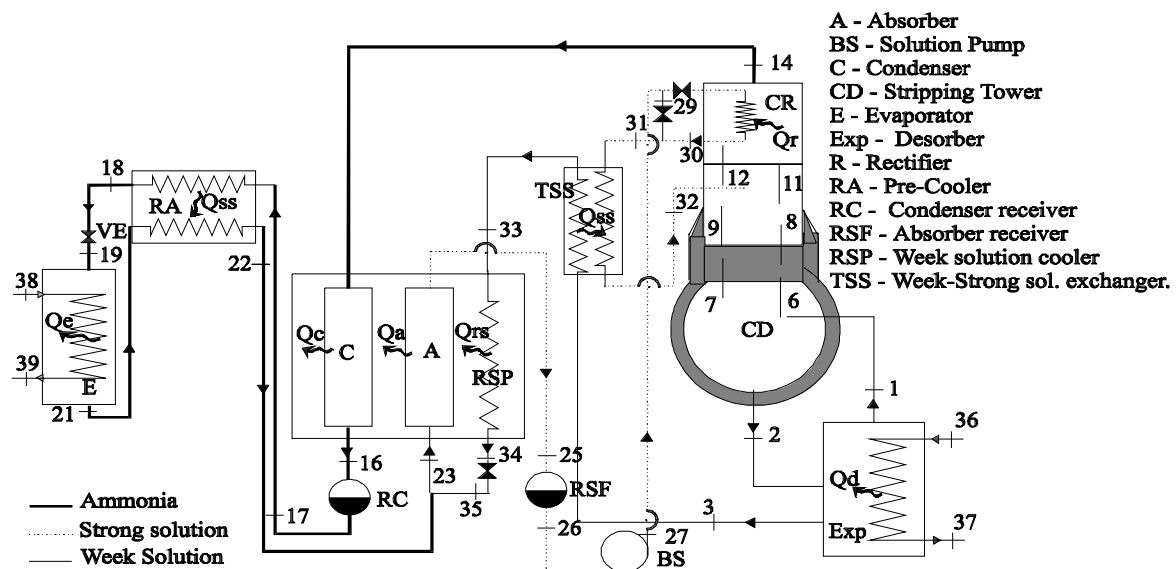 A - Absorber
BS - Solution Pump
C - Condenser
CD - Stripping Tower
E - Evaporator
Exp - Desorber
R - Rectifier
RA - Pre-Cooler
RC - Condenser receiver
RSF - Absorber receiver
RSP - Week solution cooler
TSS - Week-Strong sol. exchanger.
14
CR
29
Qr
31
30
12
11
18
RA
Qss
VE
19
22
TSS
Qss
32
33
9
8
7
6
CD
38
Qe
39
E
21
Qc
C
Qa
A
Qrs
RSP
1
2
36
16
RC
23
34
35
25
RSF
26
17
3
27
BS
Qd
Exp
37
Ammonia
Strong solution
Week Solution